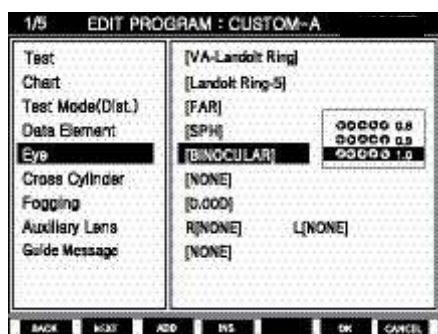 1/5 EDIT PROGRAM : CUSTOM-A
Test [VA-Landolt Ring]
Chart [Landolt Ring-5]
Test Mode(Dist.) [FAR]
Data Element [SPH]
0.8
0.9
Eye [BINOCULAR]
1.0
Cross Cylinder [NONE]
Fogging [0.00D]
Auxiliary Lens R[NONE] L[NONE]
Guide Message [NONE]
BACK NEXT ADD INS OK CANCEL